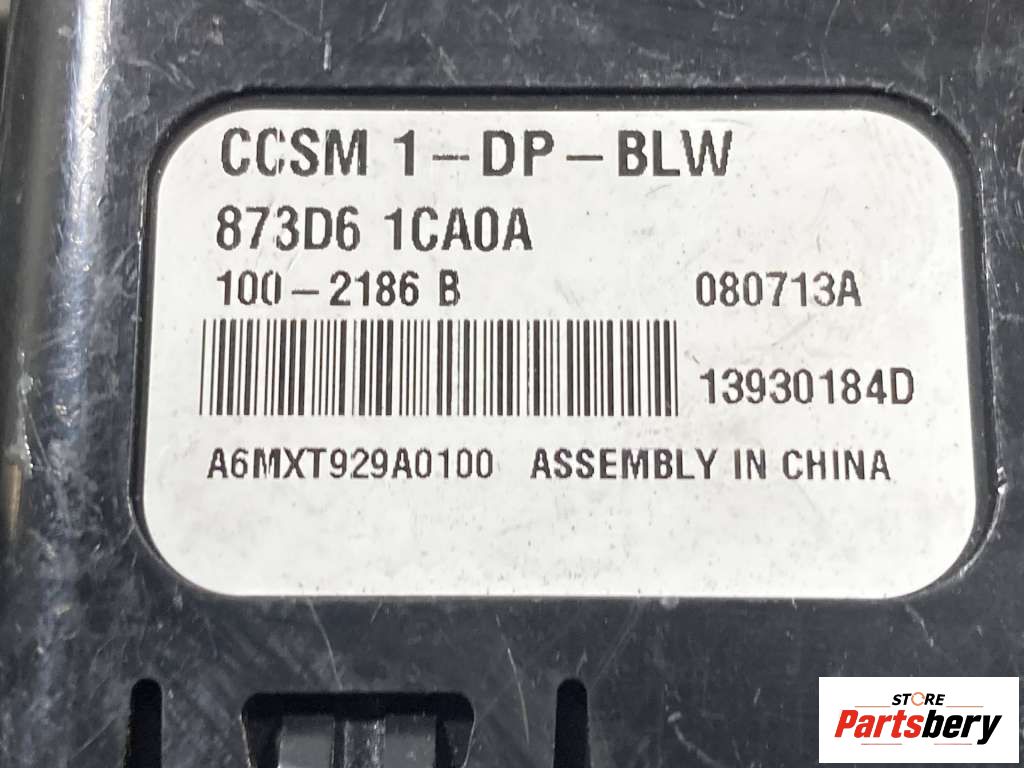 CCSM 1-DP-BLW
873D6 1CA0A
100-2186 B 080713A
13930184D
A6MXT929A0100 ASSEMBLY IN CHINA
STORE
Partsbery